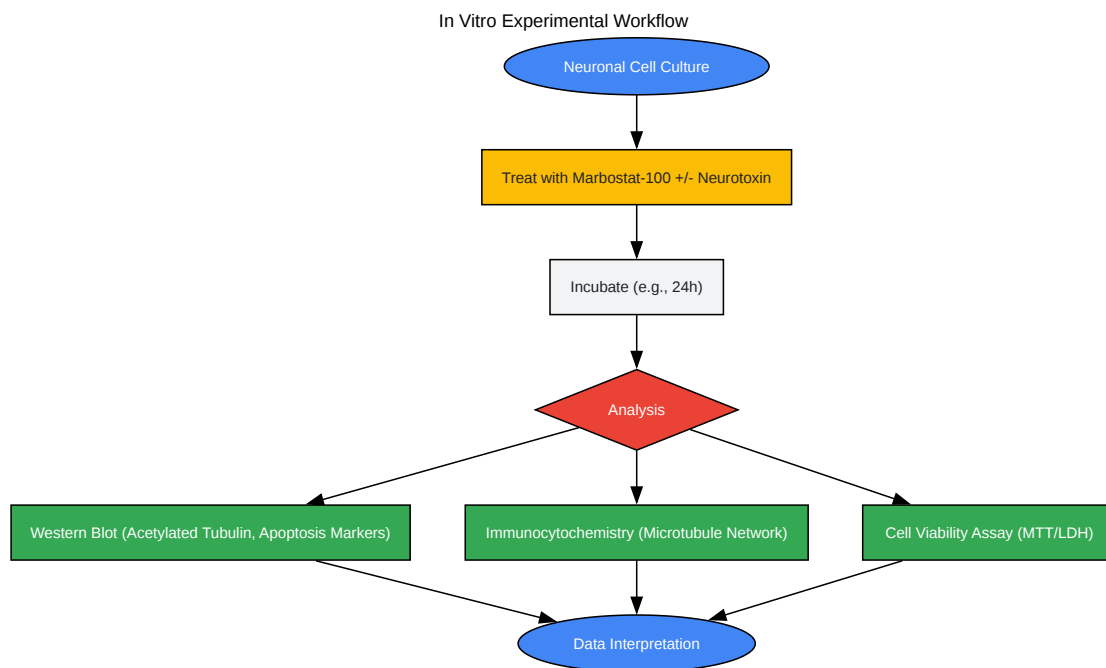 In Vitro Experimental Workflow
Neuronal Cell Culture
Treat with Marbostat-100 +/- Neurotoxin
Incubate (e.g., 24h)
Analysis
Western Blot (Acetylated Tubulin, Apoptosis Markers)
Immunocytochemistry (Microtubule Network)
Cell Viability Assay (MTT/LDH)
Data Interpretation